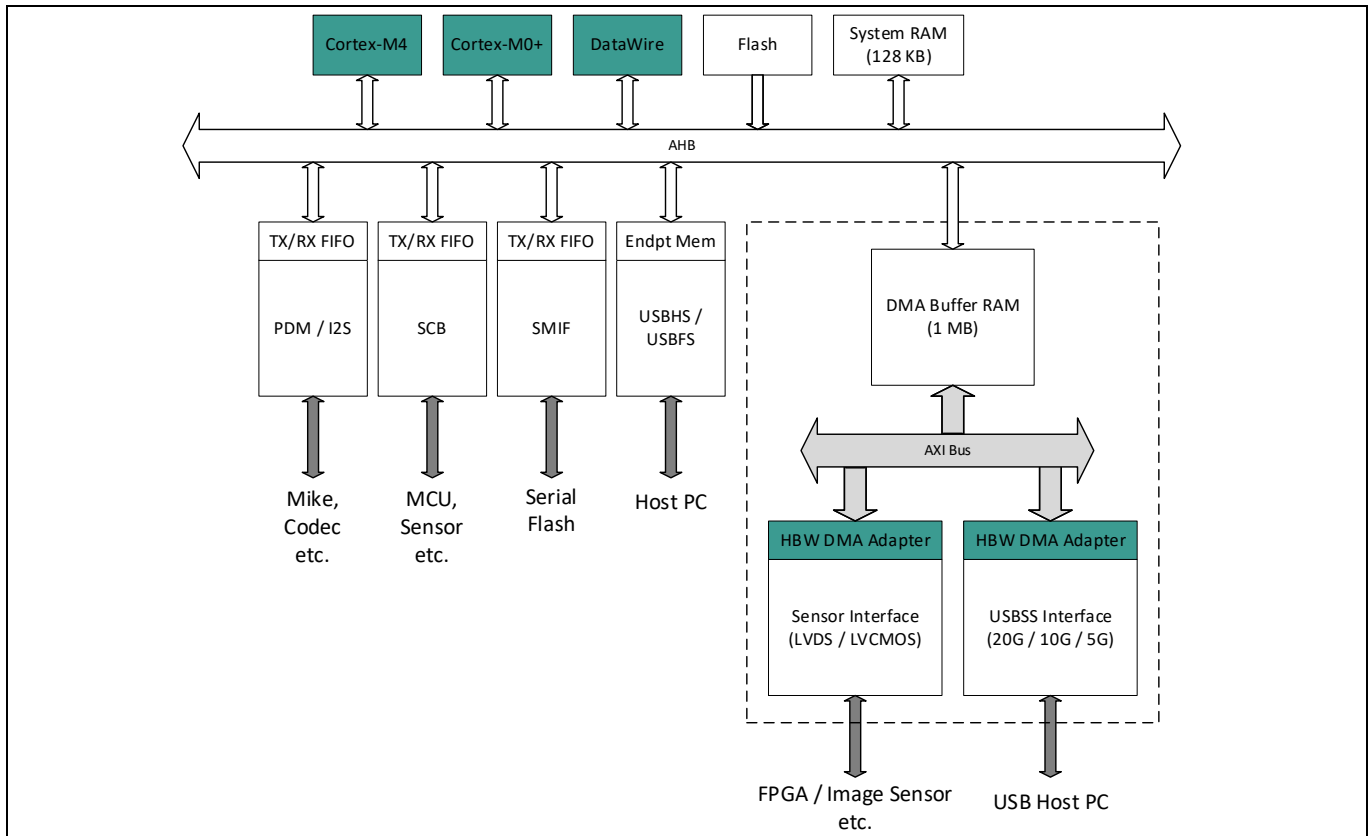 Cortex-M4
Cortex-M0+
DataWire
Flash
System RAM
(128 KB)
AHB
TX/RX FIFO
PDM / I2S
TX/RX FIFO
SCB
TX/RX FIFO
SMIF
Endpt Mem
USBHS /
USBFS
DMA Buffer RAM
(1 MB)
AXI Bus
Mike,
Codec
etc.
MCU,
Sensor
etc.
Serial
Flash
Host PC
HBW DMA Adapter
Sensor Interface
(LVDS / LVCMOS)
HBW DMA Adapter
USBSS Interface
(20G / 10G / 5G)
FPGA / Image Sensor
etc.
USB Host PC